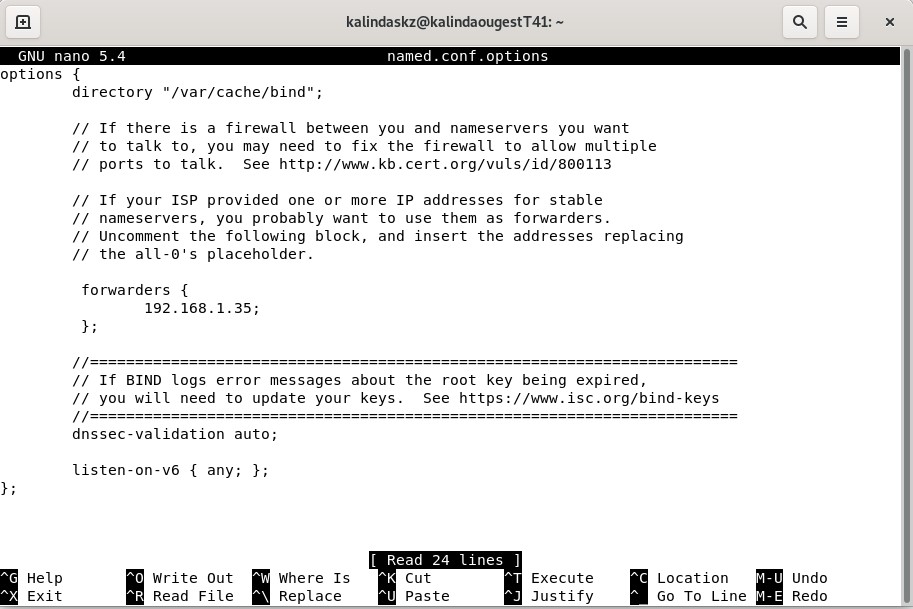 kalindaskz@kalindaougestT41: ~
GNU nano 5.4                             named.conf.options
options {
        directory "/var/cache/bind";

        // If there is a firewall between you and nameservers you want
        // to talk to, you may need to fix the firewall to allow multiple
        // ports to talk.  See http://www.kb.cert.org/vuls/id/800113

        // If your ISP provided one or more IP addresses for stable
        // nameservers, you probably want to use them as forwarders.
        // Uncomment the following block, and insert the addresses replacing
        // the all-0's placeholder.

         forwarders {
                192.168.1.35;
         };

        //========================================================================
        // If BIND logs error messages about the root key being expired,
        // you will need to update your keys.  See https://www.isc.org/bind-keys
        //========================================================================
        dnssec-validation auto;

        listen-on-v6 { any; };
};
[ Read 24 lines ]
^G Help      ^O Write Out ^W Where Is  ^K Cut       ^T Execute   ^C Location   M-U Undo
^X Exit      ^R Read File ^\ Replace   ^U Paste     ^J Justify   ^_ Go To Line M-E Redo